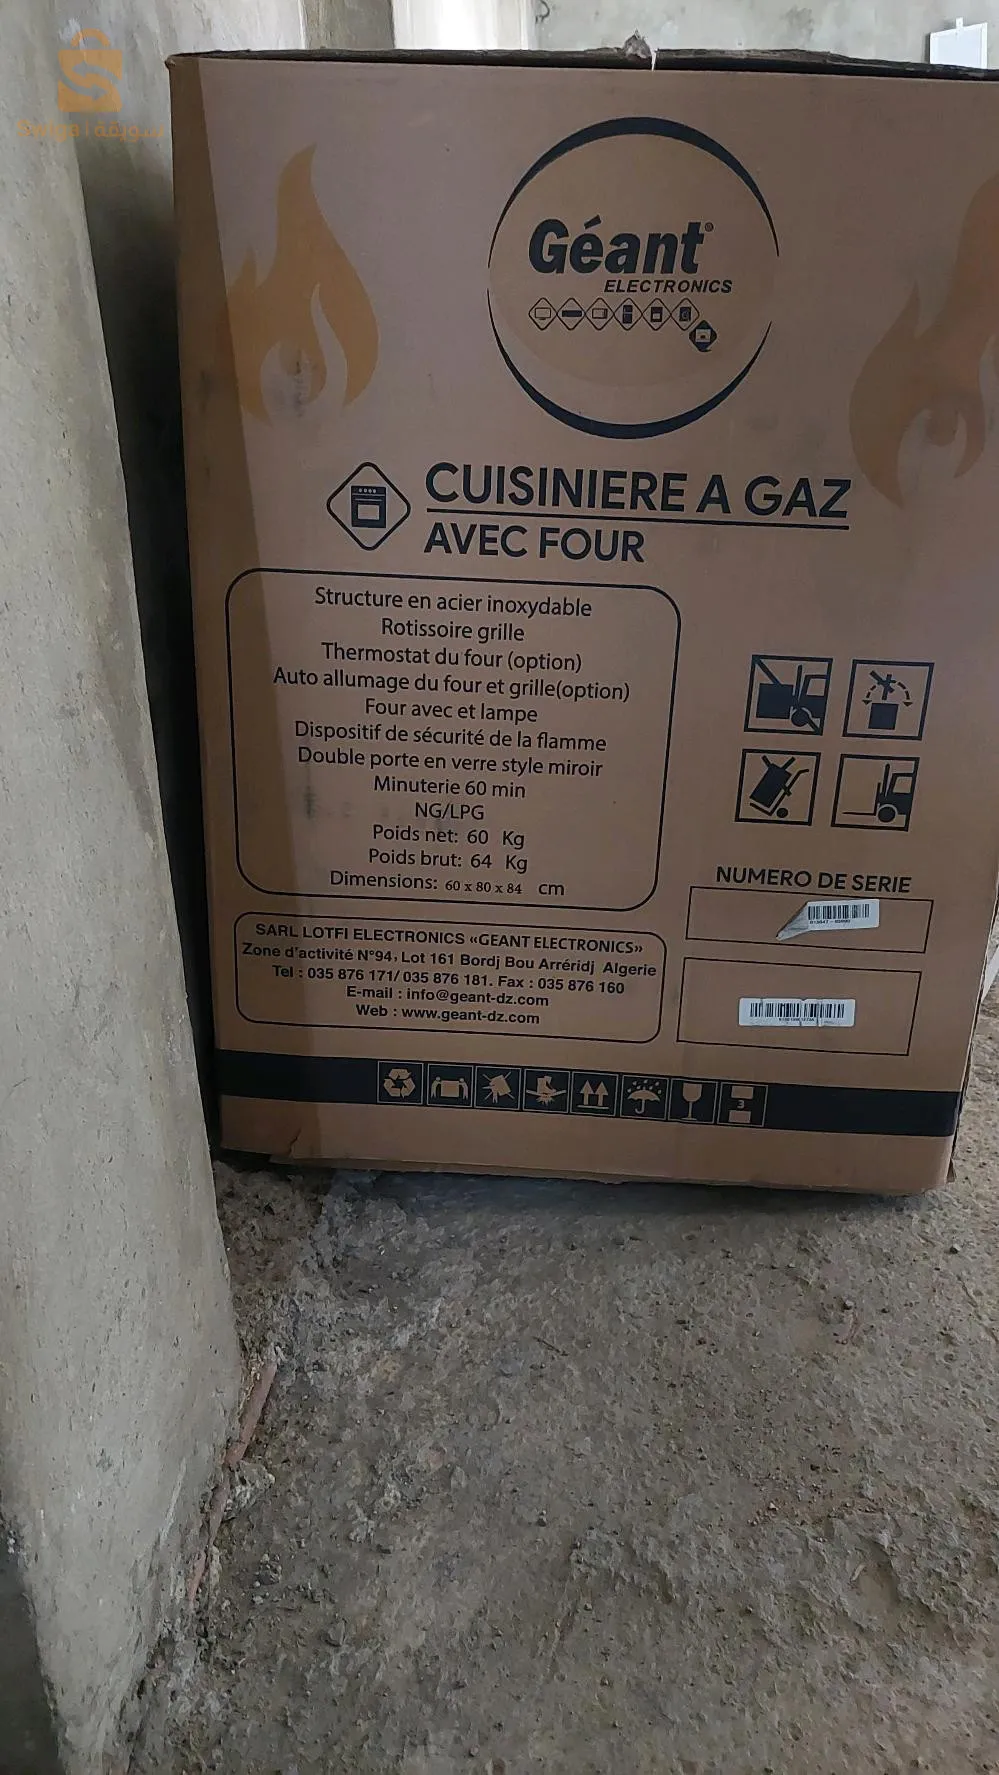 سويقة
Géant
ELECTRONICS
CUISINIERE A GAZ
AVEC FOUR
Structure en acier inoxydable
Rotissoire grille
Thermostat du four (option)
Auto allumage du four et grille(option)
Four avec et lampe
Dispositif de sécurité de la flamme
Double porte en verre style miroir
Minuterie 60 min
NG/LPG
Poids net: 60 Kg
Poids brut: 64 Kg
Dimensions: 60 x 80 x 84 cm
NUMERO DE SERIE
SARL LOTFI ELECTRONICS «GEANT ELECTRONICS»
Zone d'activité N°94, Lot 161 Bordj Bou Arréridj Algerie
Tel : 035 876 171/ 035 876 181. Fax : 035 876 160
E-mail : info@geant-dz.com
Web : www.geant-dz.com
3